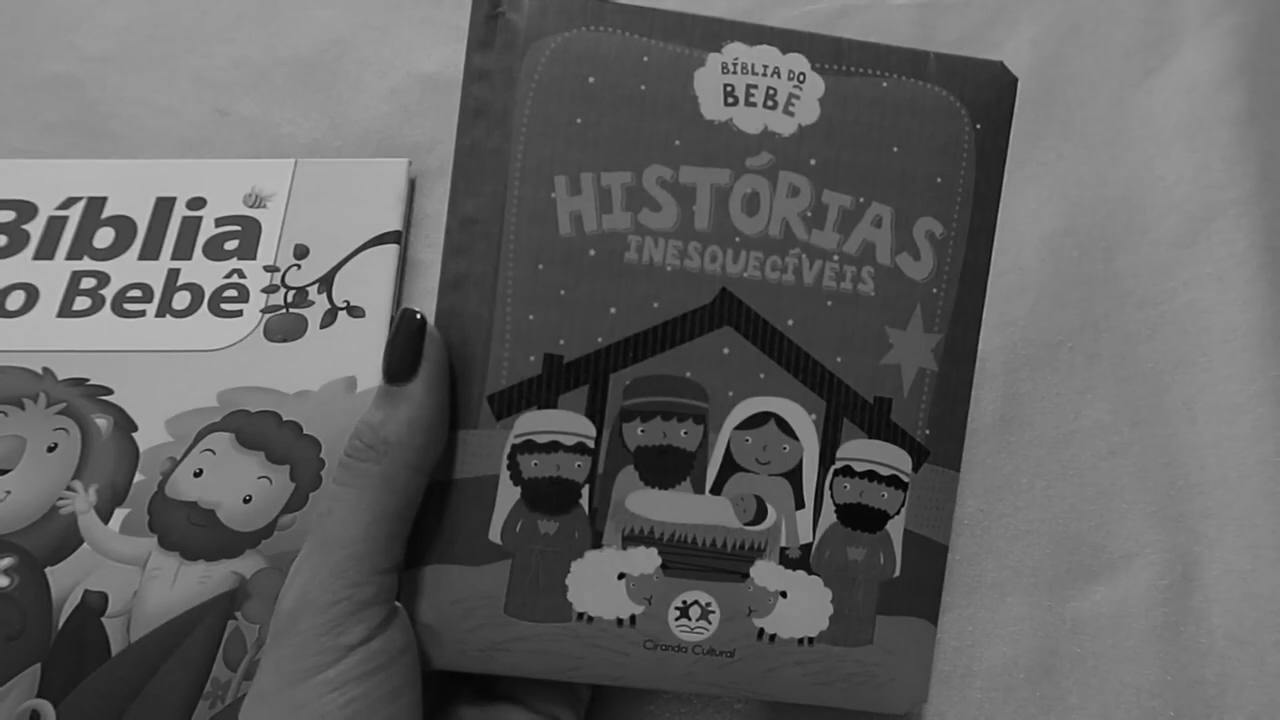 Bíblia
o Bebê
BÍBLIA DO
BEBÊ
HISTÓRIAS
INESQUECÍVEIS
Ciranda Cultural